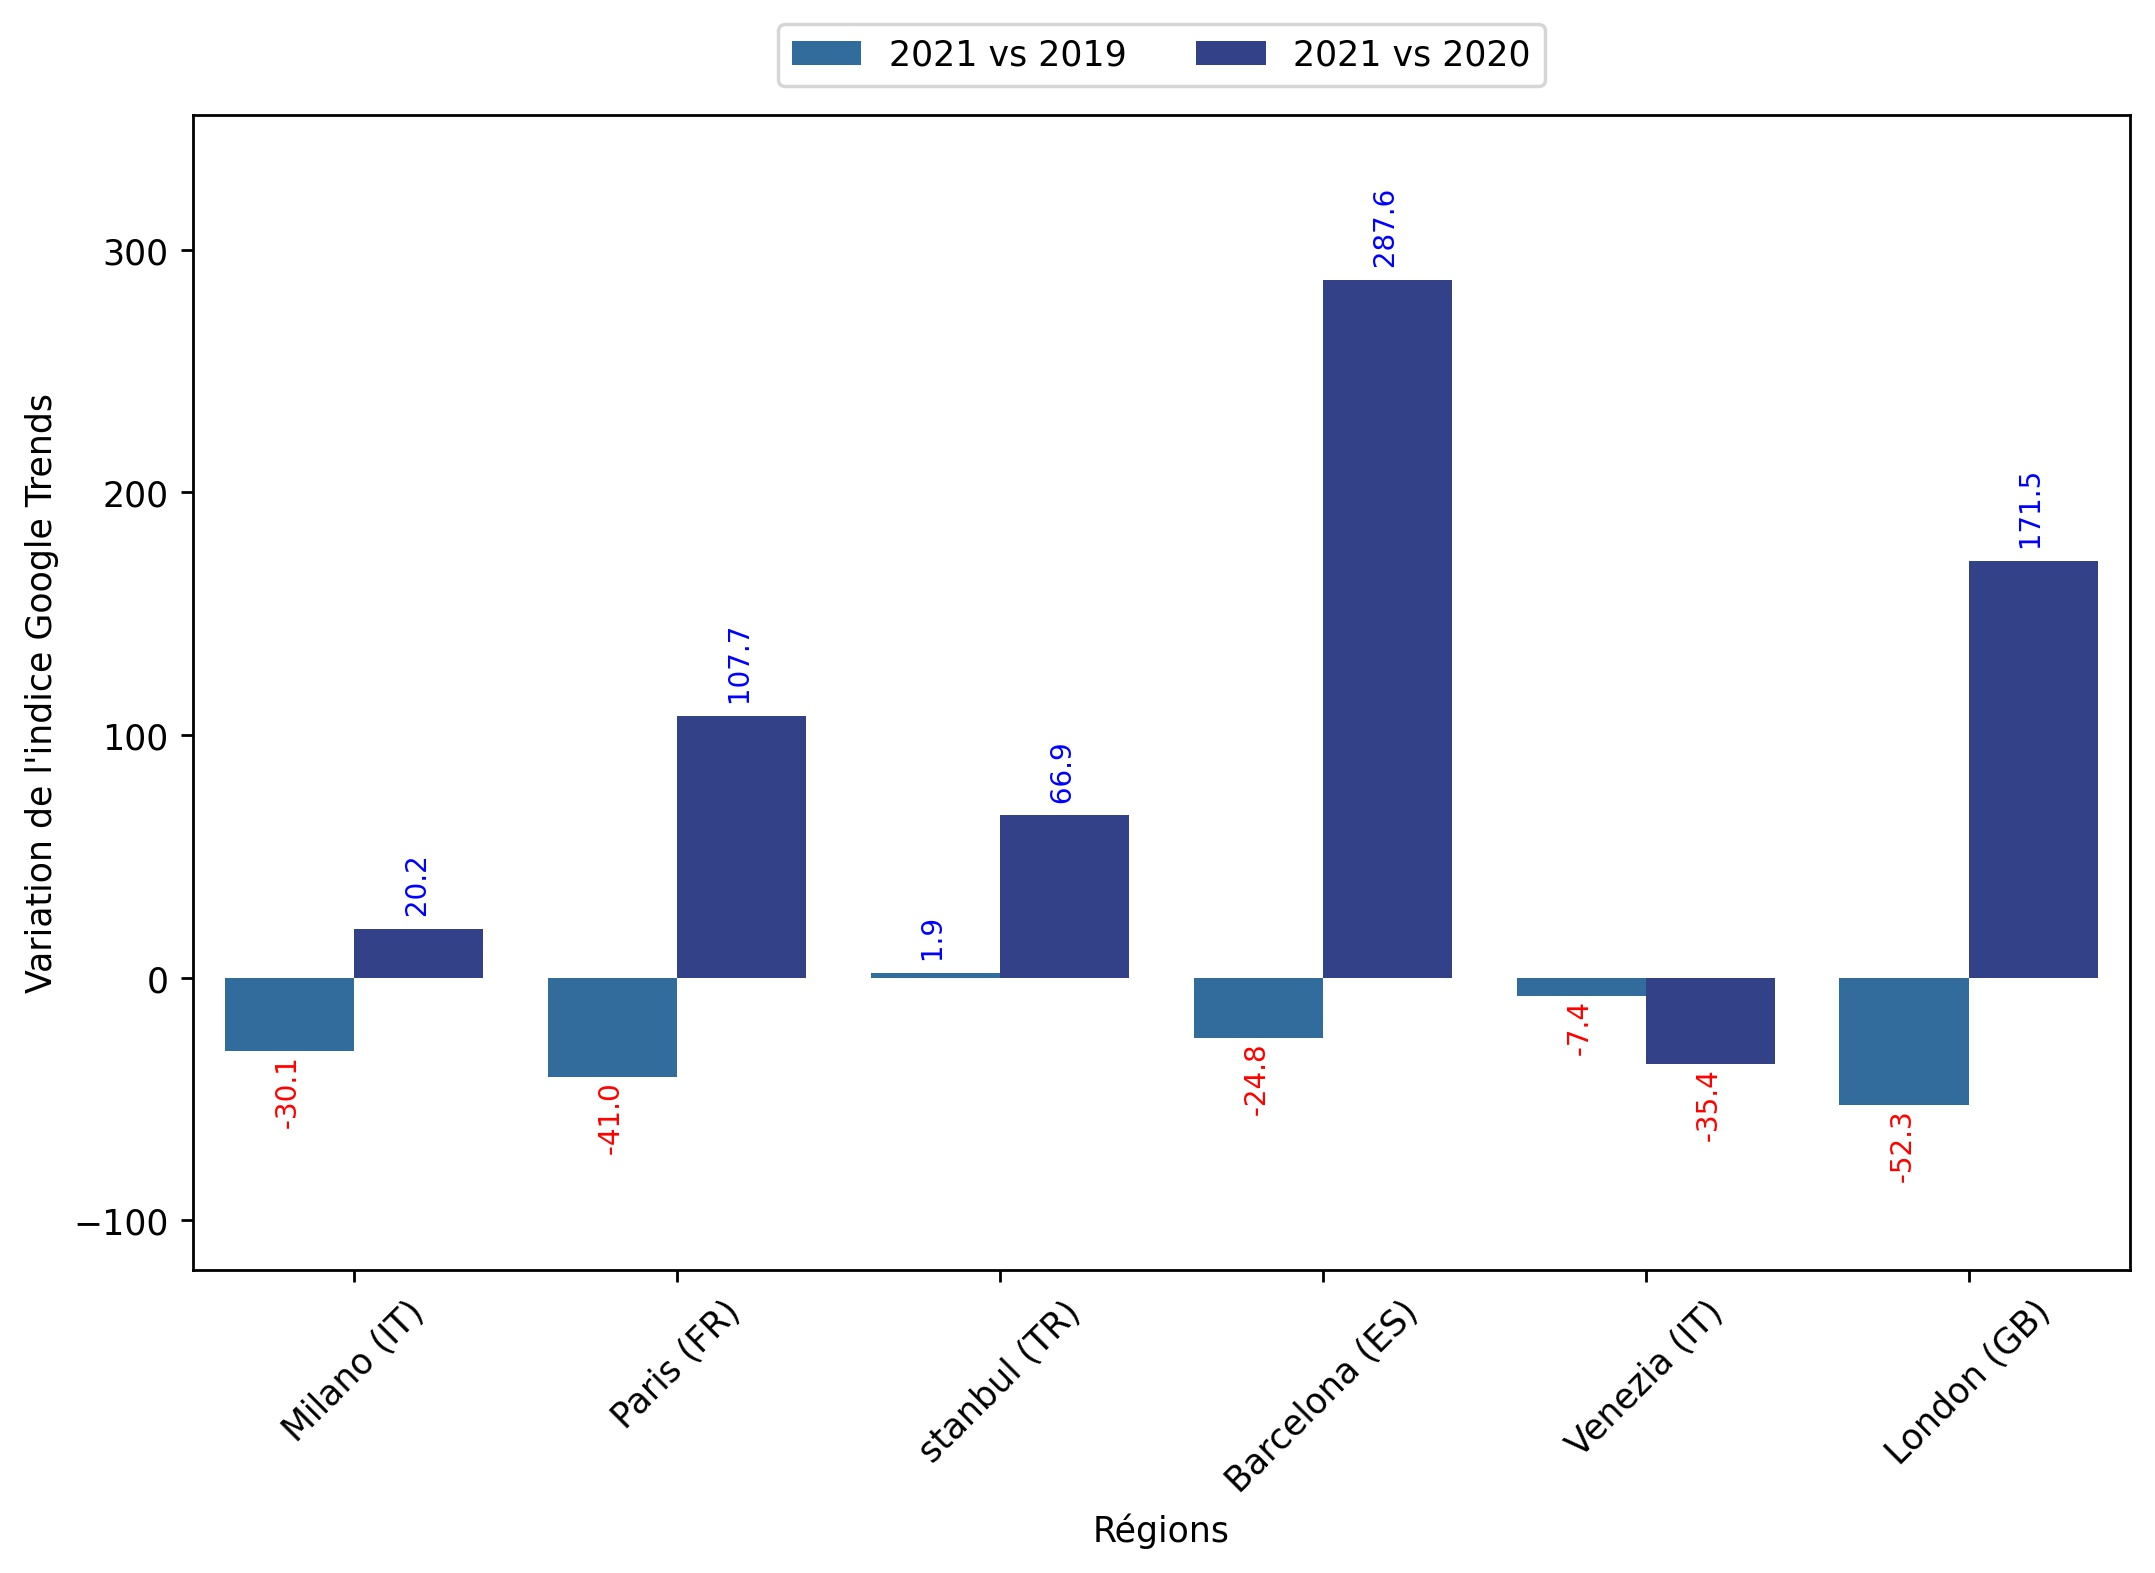 2021 vs 2019
2021 vs 2020
Variation de l'indice Google Trends
300
200
100
0
−100
-30.1
20.2
-41.0
107.7
1.9
66.9
-24.8
287.6
-7.4
-35.4
-52.3
171.5
Milano (IT)
Paris (FR)
stanbul (TR)
Barcelona (ES)
Venezia (IT)
London (GB)
Régions